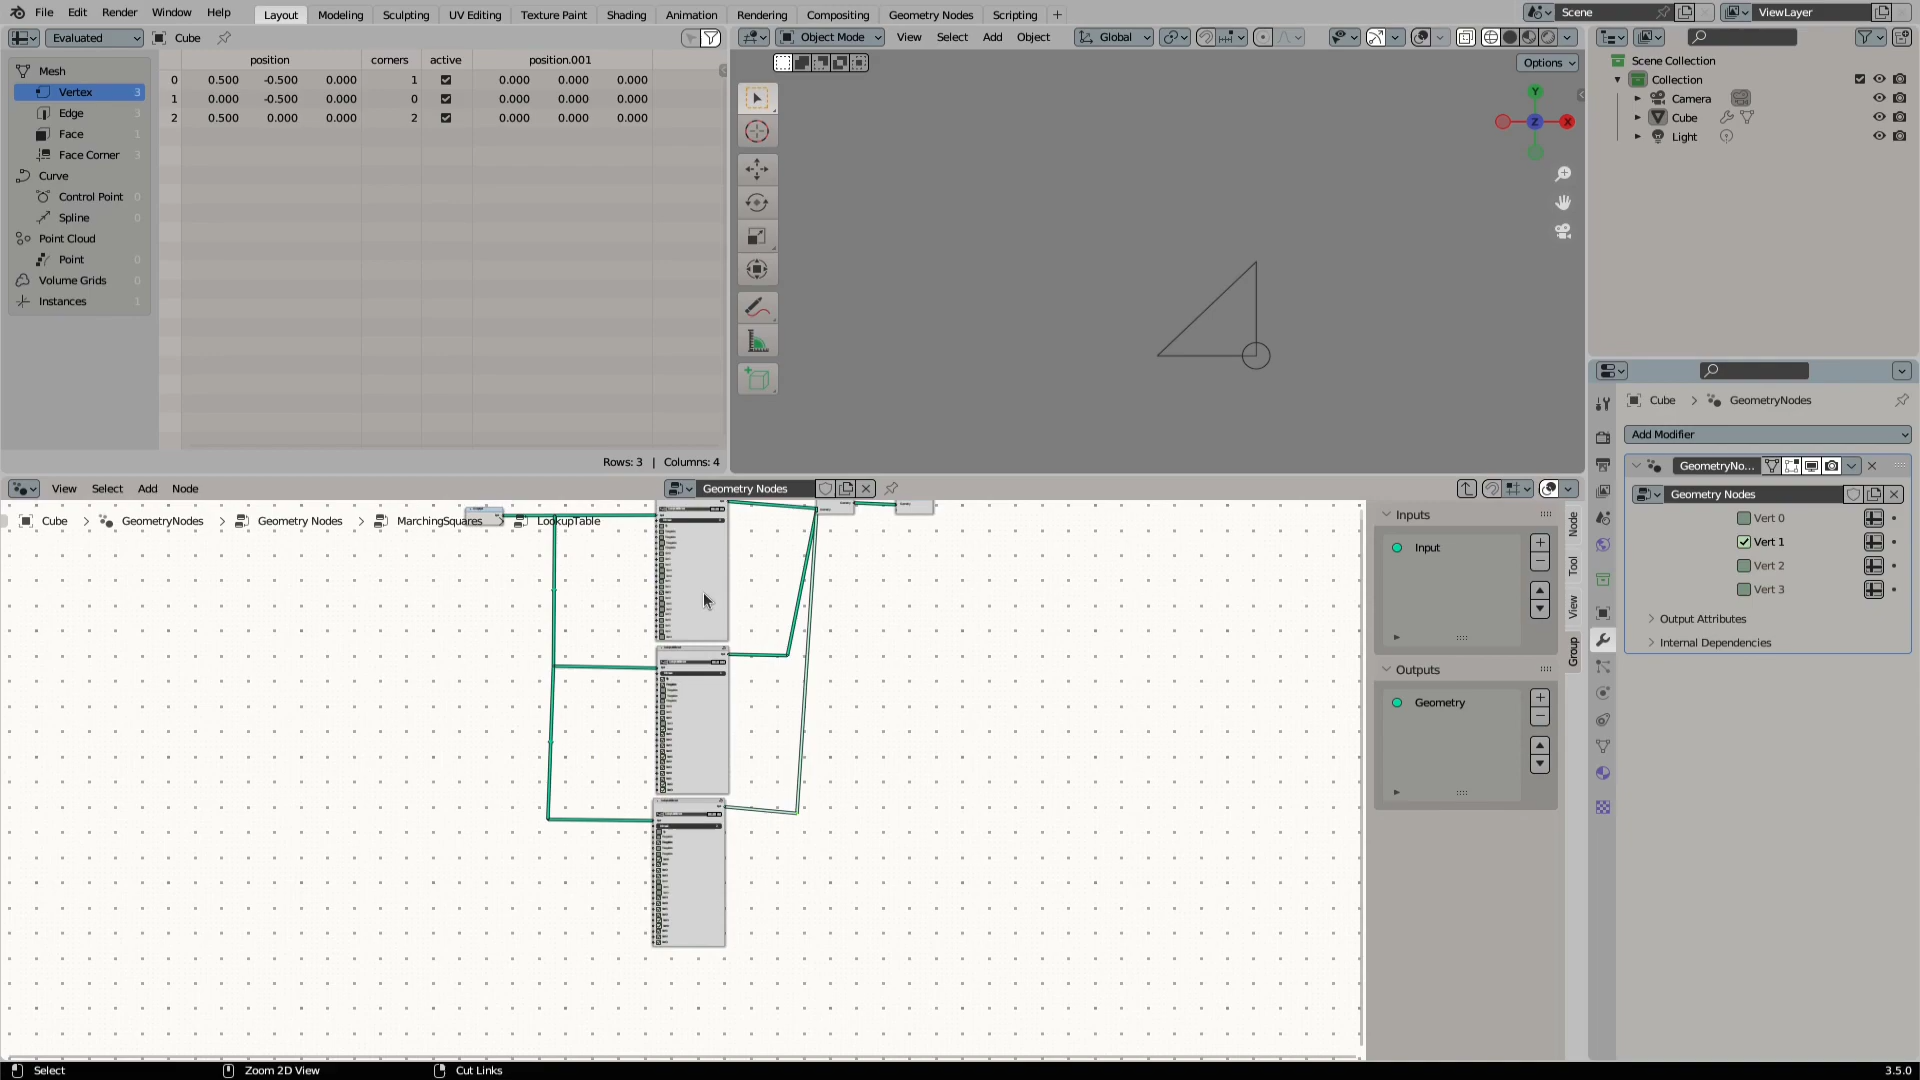 File Edit Render Window Help Layout Modeling Sculpting UV Editing Texture Paint Shading Animation Rendering Compositing Geometry Nodes Scripting + Scene ViewLayer
Evaluated Cube
Object Mode View Select Add Object Global
Options
position corners active position.001
0 0.500 -0.500 0.000 1 0.000 0.000 0.000
1 0.000 -0.500 0.000 0 0.000 0.000 0.000
2 0.500 0.000 0.000 2 0.000 0.000 0.000
Mesh
Vertex 3
Edge 3
Face 1
Face Corner 3
Curve
Control Point 0
Spline 0
Point Cloud
Point 0
Volume Grids 0
Instances 1
Rows: 3 | Columns: 4
Y
Z X
Scene Collection
Collection
Camera
Cube
Light
Cube > GeometryNodes
Add Modifier
GeometryNo...
Geometry Nodes
Vert 0
Vert 1
Vert 2
Vert 3
Output Attributes
Internal Dependencies
View Select Add Node Geometry Nodes
Cube > GeometryNodes > Geometry Nodes > MarchingSquares > LookupTable
Inputs
Input
Outputs
Geometry
Node
Tool
View
Group
Select Zoom 2D View Cut Links 3.5.0